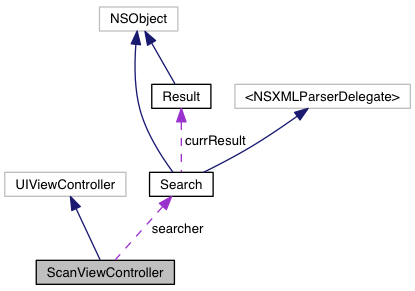 NSObject
Result
<NSXMLParserDelegate>
currResult
UIViewController
Search
searcher
ScanViewController